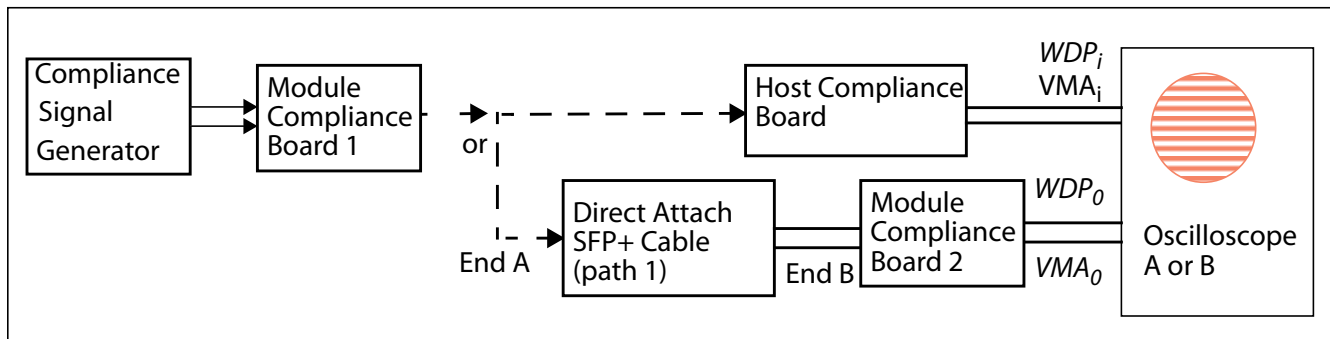 Compliance
Signal
Generator
Module
Compliance
Board 1
or
End A
Host Compliance
Board
Direct Attach
SFP+ Cable
(path 1)
End B
Module
Compliance
Board 2
WDPi
VMAi
WDP0
VMA0
Oscilloscope
A or B